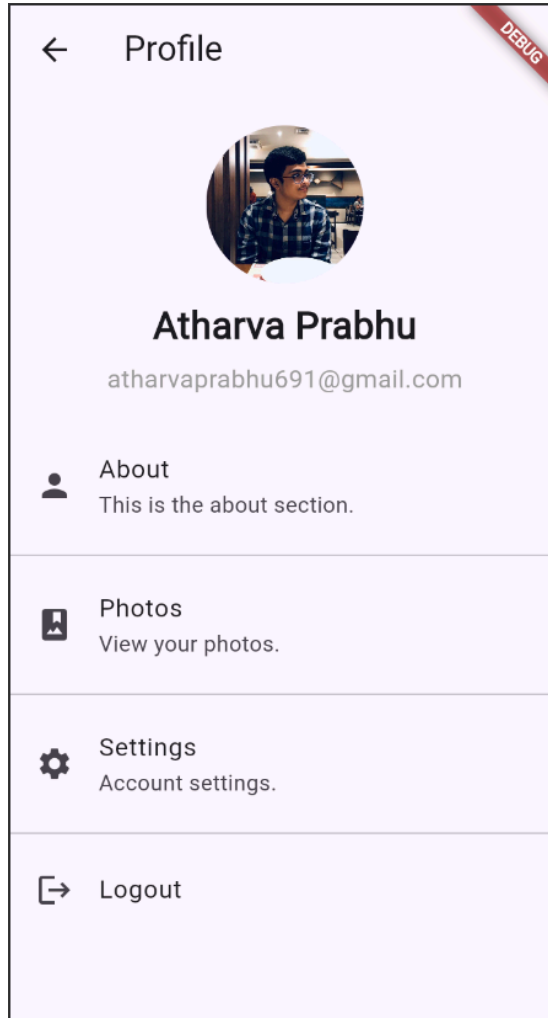 Profile
DEBUG
Atharva Prabhu
atharvaprabhu691@gmail.com
About
This is the about section.
Photos
View your photos.
Settings
Account settings.
Logout